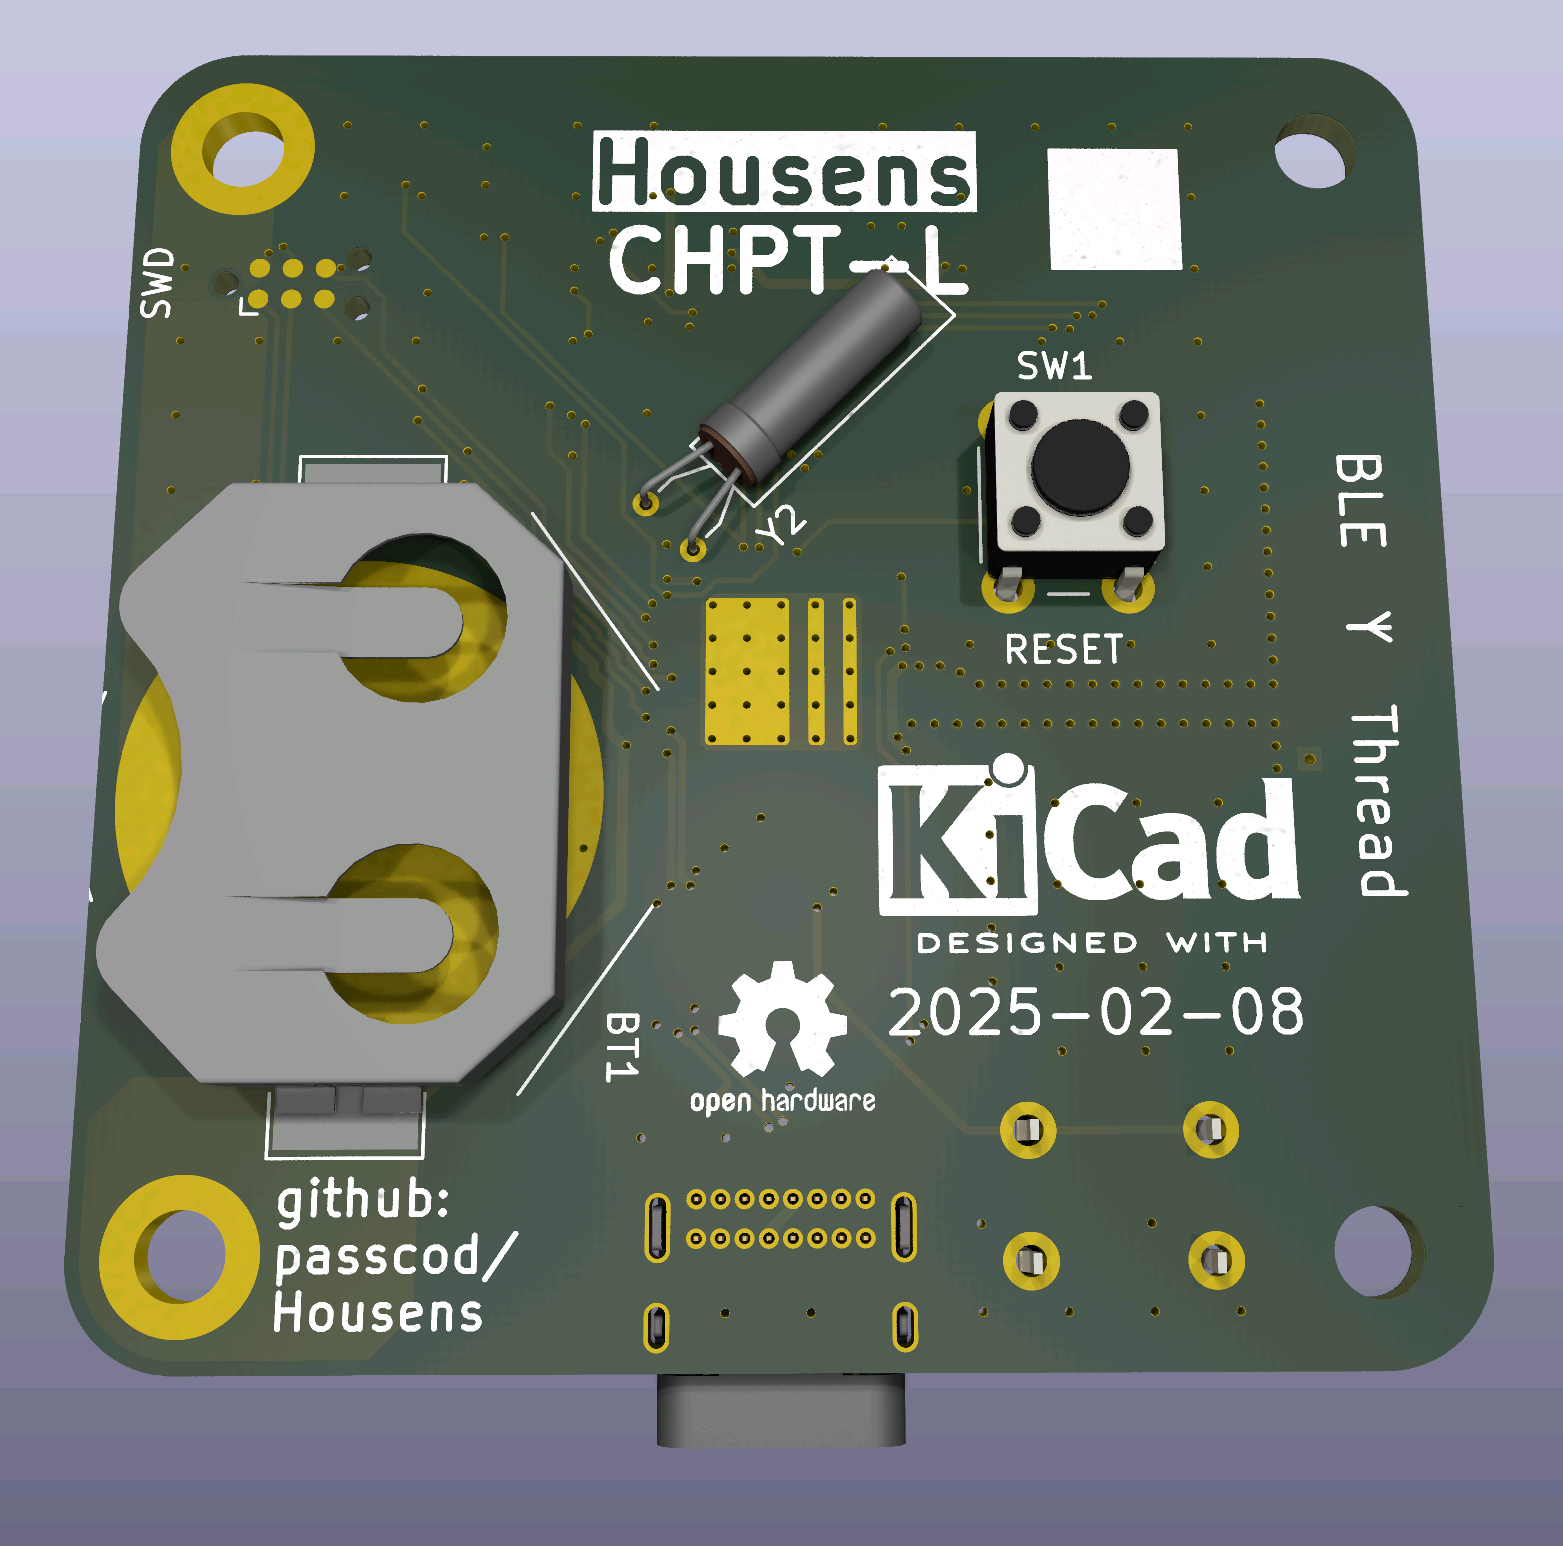 Housens
CHPT-L
SWD
SW1
Y2
RESET
BLE Y Thread
KiCad
DESIGNED WITH
2025-02-08
BT1
open hardware
github:
passcod/
Housens